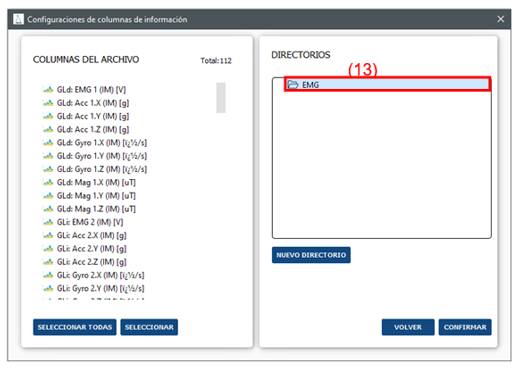 Configuraciones de columnas de información
COLUMNAS DEL ARCHIVO
Total:112
GLd: EMG 1 (IM) [V]
GLd: Acc 1.X (IM) [g]
GLd: Acc 1.Y (IM) [g]
GLd: Acc 1.Z (IM) [g]
GLd: Gyro 1.X (IM) [ï¿½/s]
GLd: Gyro 1.Y (IM) [ï¿½/s]
GLd: Gyro 1.Z (IM) [ï¿½/s]
GLd: Mag 1.X (IM) [uT]
GLd: Mag 1.Y (IM) [uT]
GLd: Mag 1.Z (IM) [uT]
GLi: EMG 2 (IM) [V]
GLi: Acc 2.X (IM) [g]
GLi: Acc 2.Y (IM) [g]
GLi: Acc 2.Z (IM) [g]
GLi: Gyro 2.X (IM) [ï¿½/s]
GLi: Gyro 2.Y (IM) [ï¿½/s]
SELECCIONAR TODAS
SELECCIONAR
DIRECTORIOS
(13)
EMG
NUEVO DIRECTORIO
VOLVER
CONFIRMAR